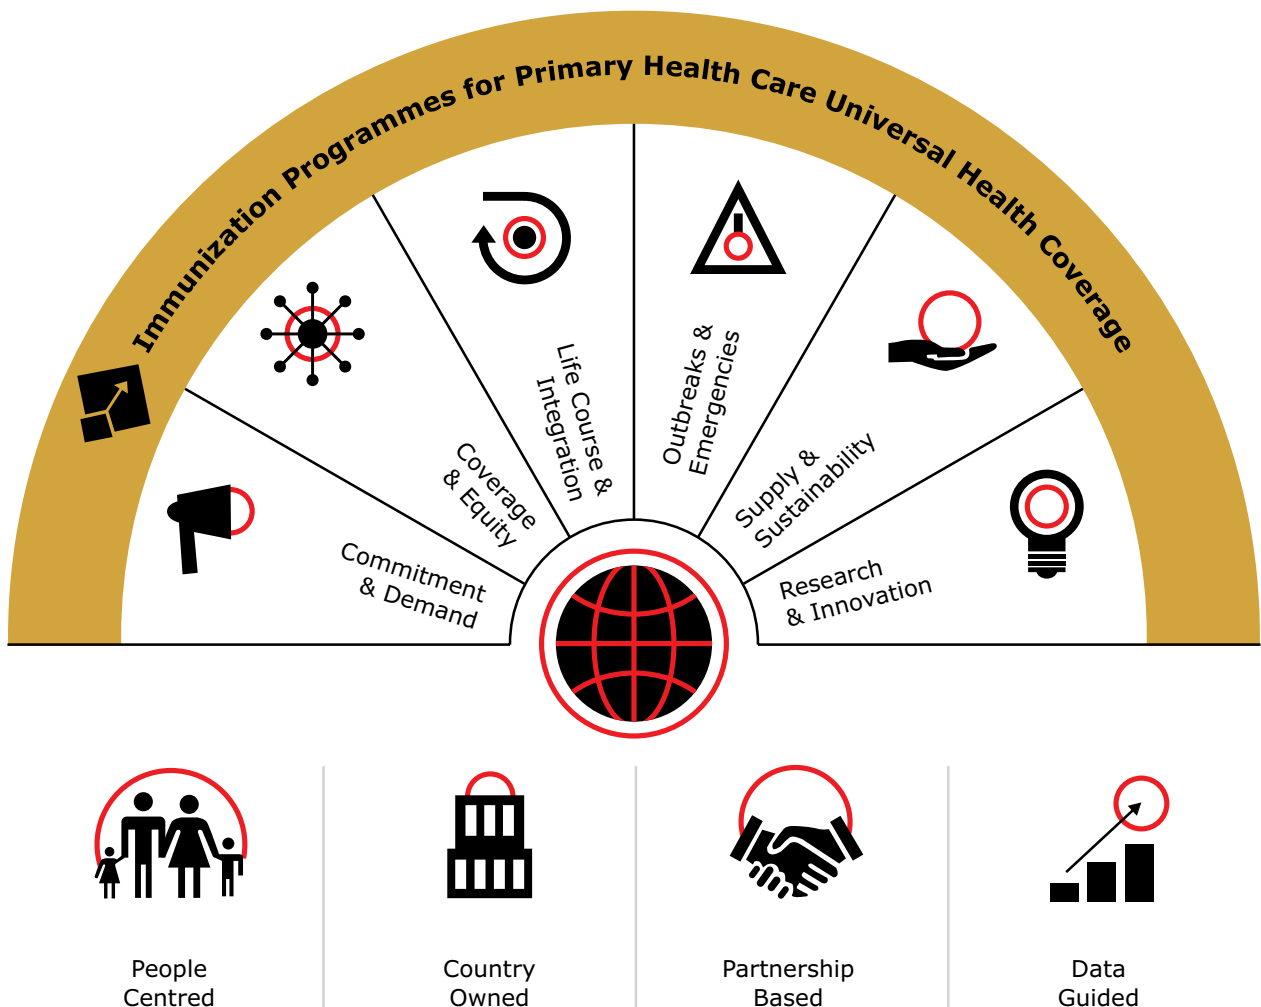 Immunization Programmes for Primary Health Care Universal Health Coverage
Commitment
& Demand
Coverage
& Equity
Life Course &
Integration
Outbreaks &
Emergencies
Supply &
Sustainability
Research
& Innovation
People
Centred
Country
Owned
Partnership
Based
Data
Guided